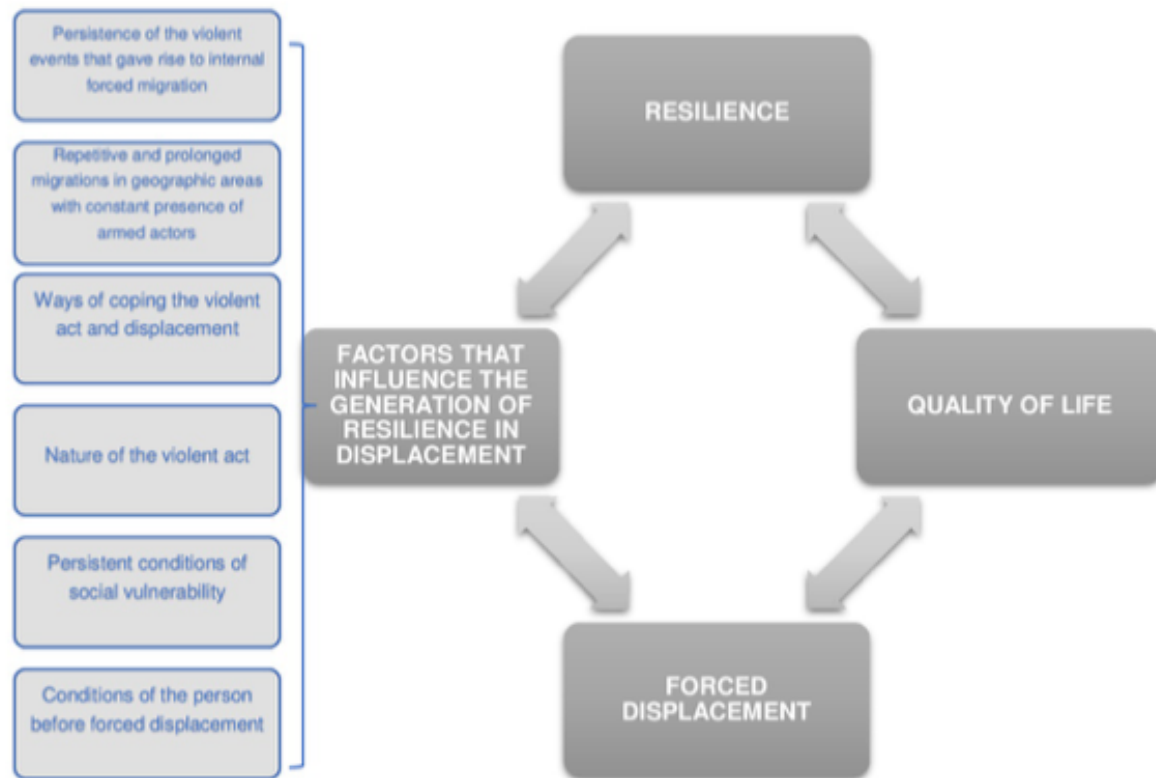 Persistence of the violent
events that gave rise to internal
forced migration
Repetitive and prolonged
migrations in geographic areas
with constant presence of
armed actors
Ways of coping the violent
act and displacement
Nature of the violent act
Persistent conditions of
social vulnerability
Conditions of the person
before forced displacement
RESILIENCE
FACTORS THAT
INFLUENCE THE
GENERATION OF
RESILIENCE IN
DISPLACEMENT
QUALITY OF LIFE
FORCED
DISPLACEMENT